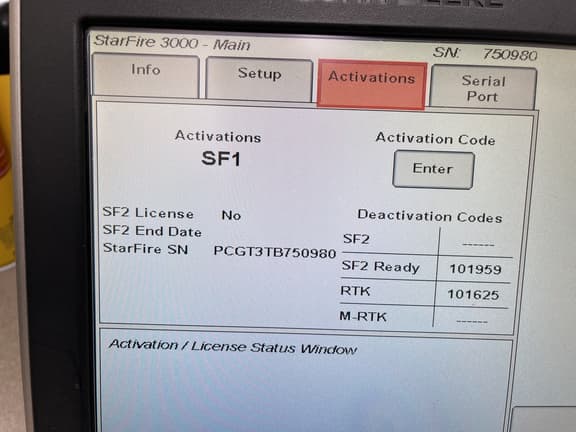 StarFire 3000 - Main
SN: 750980
Info
Setup
Activations
Serial
Port
Activations
SF1
Activation Code
Enter
SF2 License No
SF2 End Date
StarFire SN PCGT3TB750980
Deactivation Codes
SF2 ------
SF2 Ready 101959
RTK 101625
M-RTK ------
Activation / License Status Window